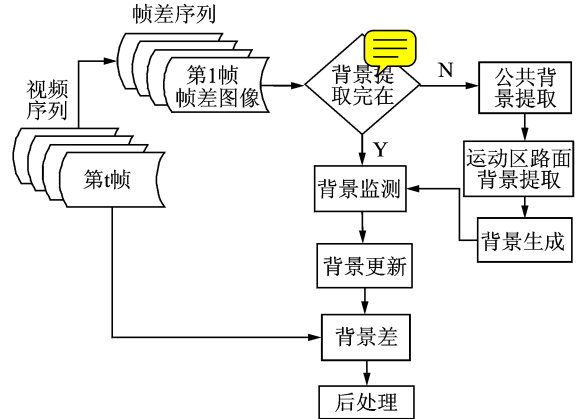 帧差序列
视频
序列
第1帧
帧差图像
第t帧
背景提
取完在
N
Y
公共背
景提取
运动区路面
背景提取
背景生成
背景监测
背景更新
背景差
后处理